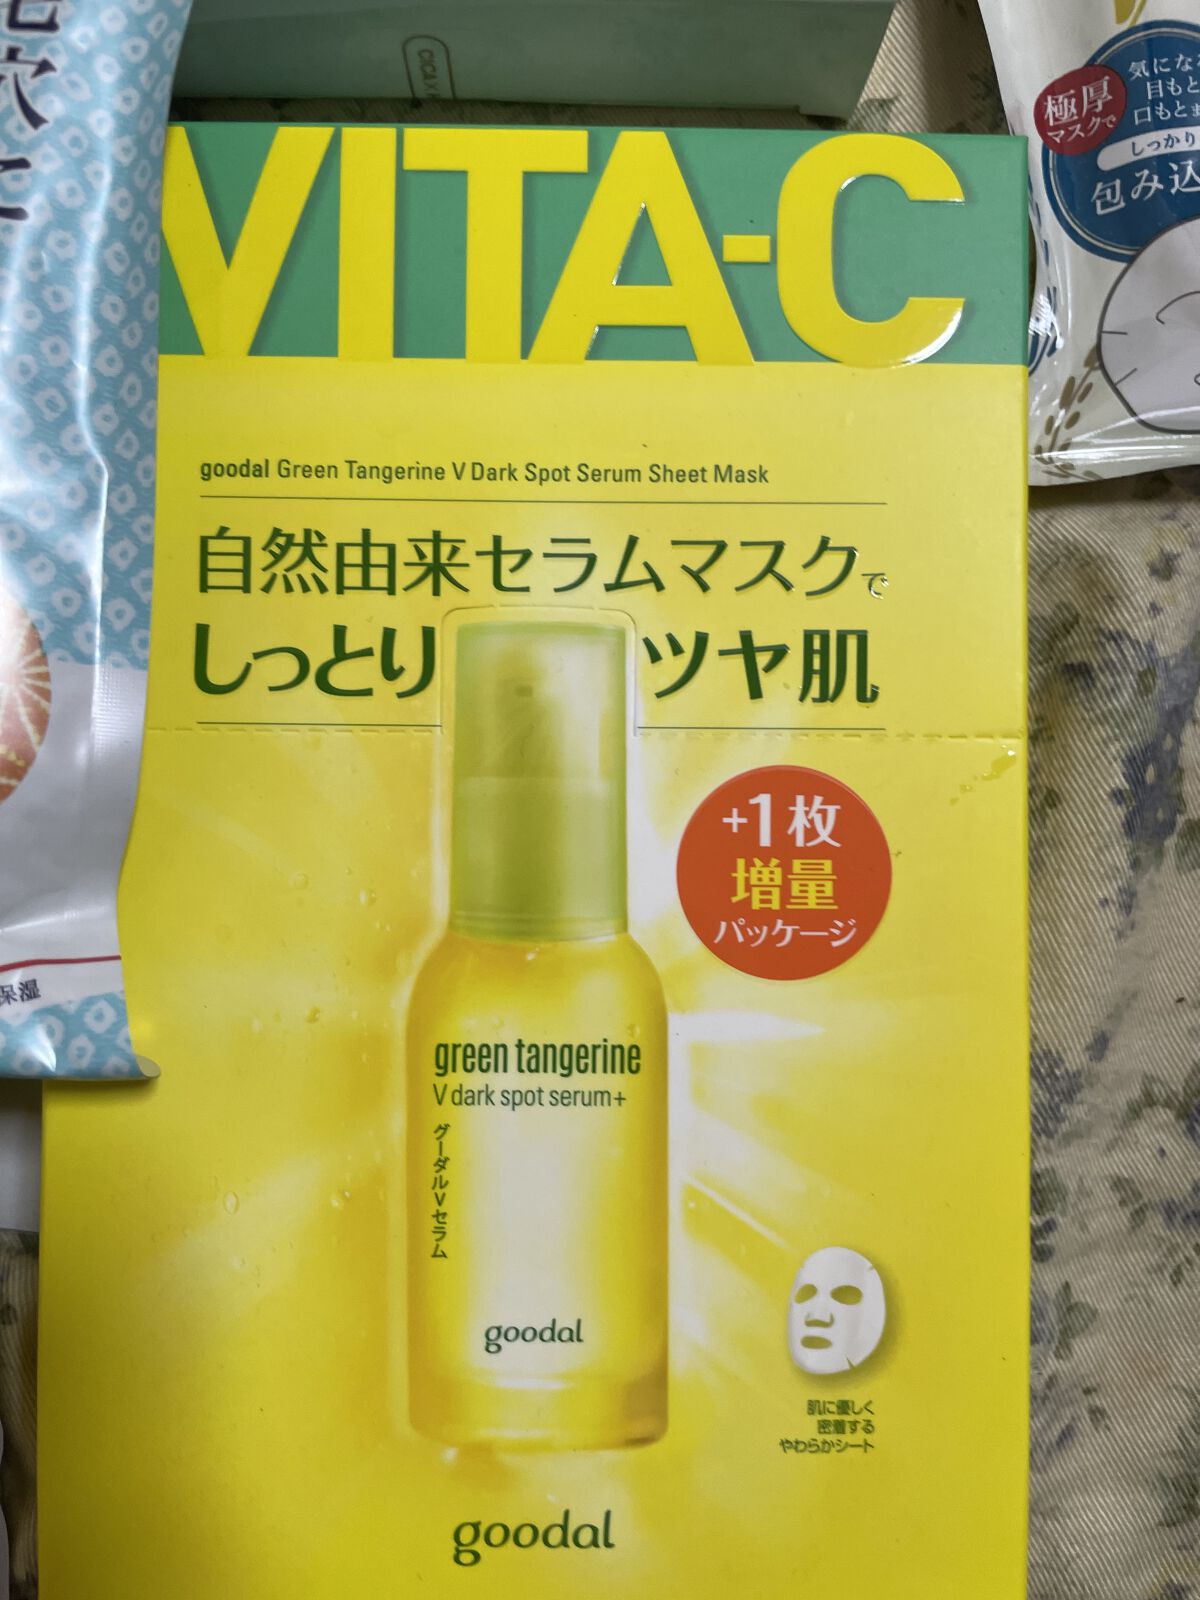 穴に
CICA
極厚
マスクで
気にな
目もと
口もとま
しっかり
包み込
VITA-C
goodal Green Tangerine V Dark Spot Serum Sheet Mask
自然由来セラムマスクで
しっとり ツヤ肌
+1枚
増量
パッケージ
保湿
green tangerine
V dark spot serum+
グーダルVセラム
goodal
肌に優しく
密着する
やわらかシート
goodal